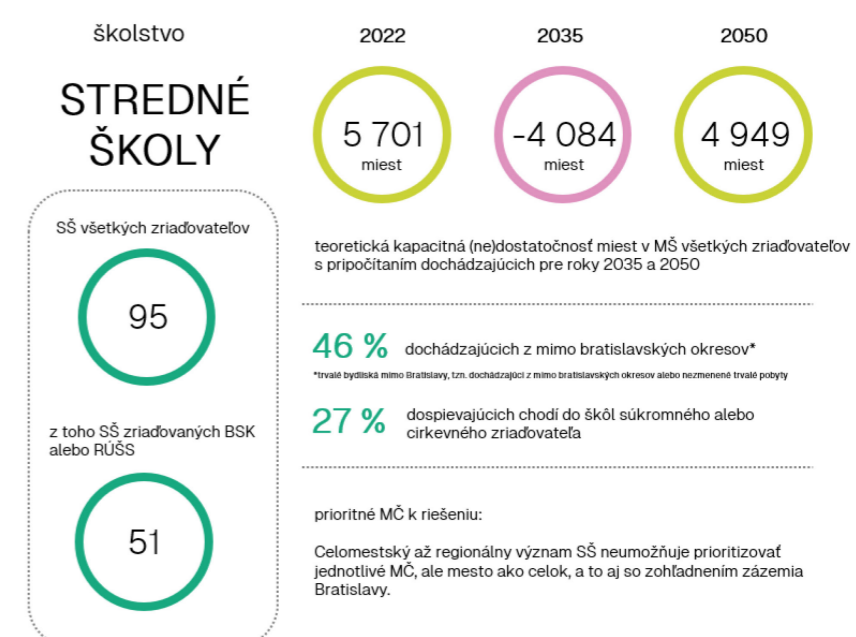 školstvo
STREDNÉ
ŠKOLY
SŠ všetkých zriaďovateľov
95
z toho SŠ zriaďovaných BSK
alebo RÚŠS
51
2022
2035
2050
5 701
miest
-4 084
miest
4 949
miest
teoretická kapacitná (ne)dostatočnosť miest v MŠ všetkých zriaďovateľov
s pripočítaním dochádzajúcich pre roky 2035 a 2050
46 % dochádzajúcich z mimo bratislavských okresov*
*trvalé bydliská mimo Bratislavy, tzn. dochádzajúci z mimo bratislavských okresov alebo nezmenené trvalé pobyty
27 % dospievajúcich chodí do škôl súkromného alebo
cirkevného zriaďovateľa
prioritné MČ k riešeniu:
Celomestský až regionálny význam SŠ neumožňuje prioritizovať
jednotlivé MČ, ale mesto ako celok, a to aj so zohľadnením zázemia
Bratislavy.